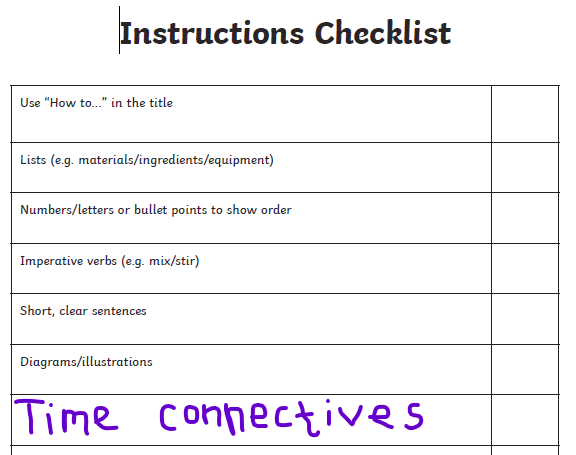 Instructions Checklist
Use “How to...” in the title
Lists (e.g. materials/ingredients/equipment)
Numbers/letters or bullet points to show order
Imperative verbs (e.g. mix/stir)
Short, clear sentences
Diagrams/illustrations
Time connectives